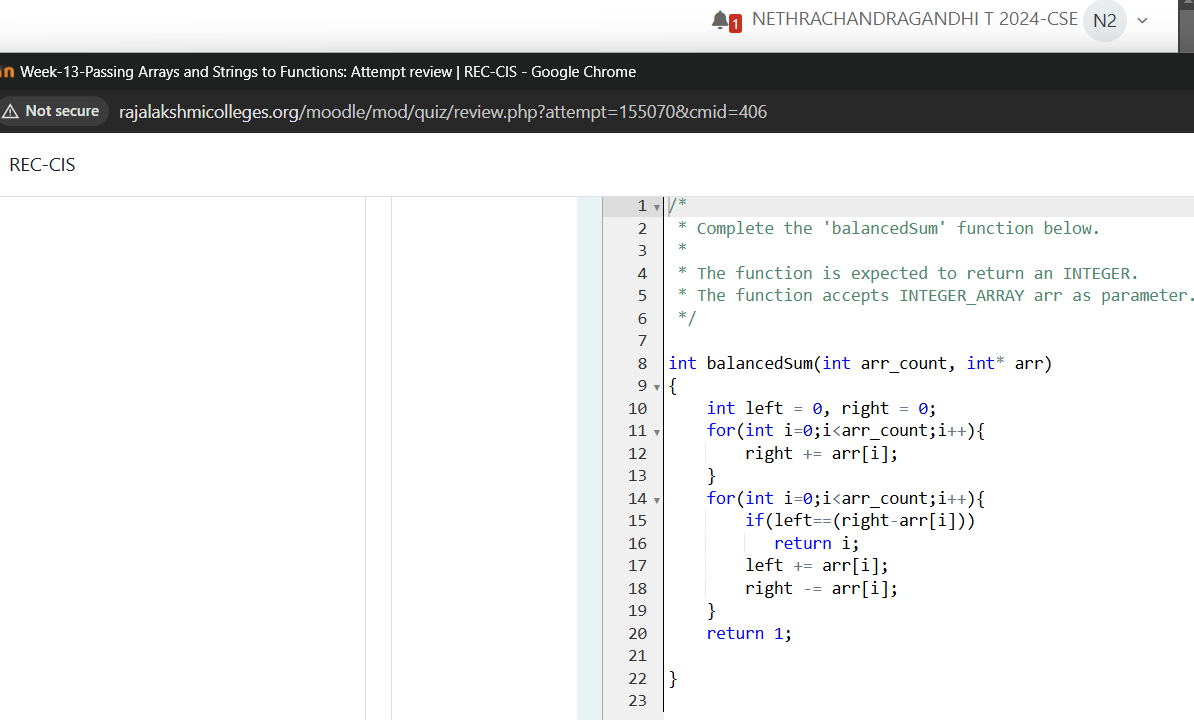 1 NETHRACHANDRAGANDHI T 2024-CSE N2
n Week-13-Passing Arrays and Strings to Functions: Attempt review | REC-CIS - Google Chrome
Not secure rajalakshmicolleges.org/moodle/mod/quiz/review.php?attempt=155070&cmid=406
REC-CIS
1 /*
2  * Complete the 'balancedSum' function below.
3  *
4  * The function is expected to return an INTEGER.
5  * The function accepts INTEGER_ARRAY arr as parameter.
6  */
7
8 int balancedSum(int arr_count, int* arr)
9 {
10     int left = 0, right = 0;
11     for(int i=0;i<arr_count;i++){
12         right += arr[i];
13     }
14     for(int i=0;i<arr_count;i++){
15         if(left==(right-arr[i]))
16            return i;
17         left += arr[i];
18         right -= arr[i];
19     }
20     return 1;
21
22 }
23